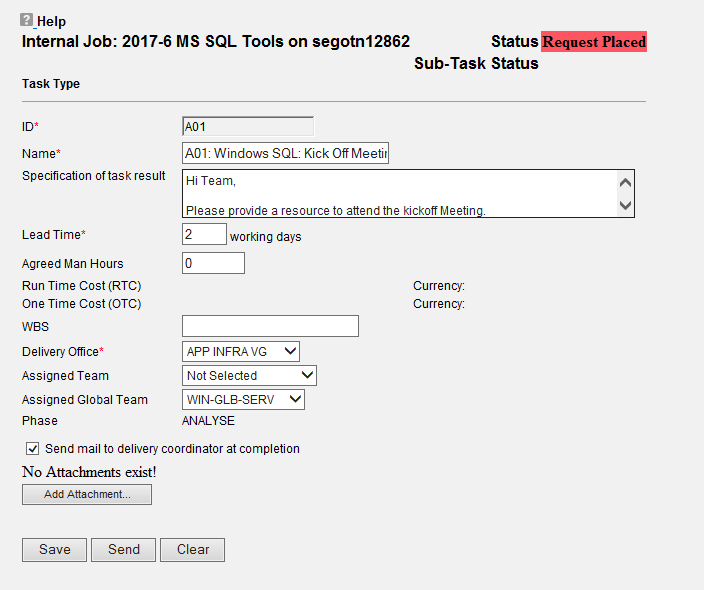 ? Help
Internal Job: 2017-6 MS SQL Tools on segotn12862 Status Request Placed
Sub-Task Status
Task Type
ID* A01
Name* A01: Windows SQL: Kick Off Meetin
Specification of task result Hi Team,
Please provide a resource to attend the kickoff Meeting.
Lead Time* 2 working days
Agreed Man Hours 0
Run Time Cost (RTC) Currency:
One Time Cost (OTC) Currency:
WBS
Delivery Office* APP INFRA VG
Assigned Team Not Selected
Assigned Global Team WIN-GLB-SERV
Phase ANALYSE
Send mail to delivery coordinator at completion
No Attachments exist!
Add Attachment...
Save Send Clear